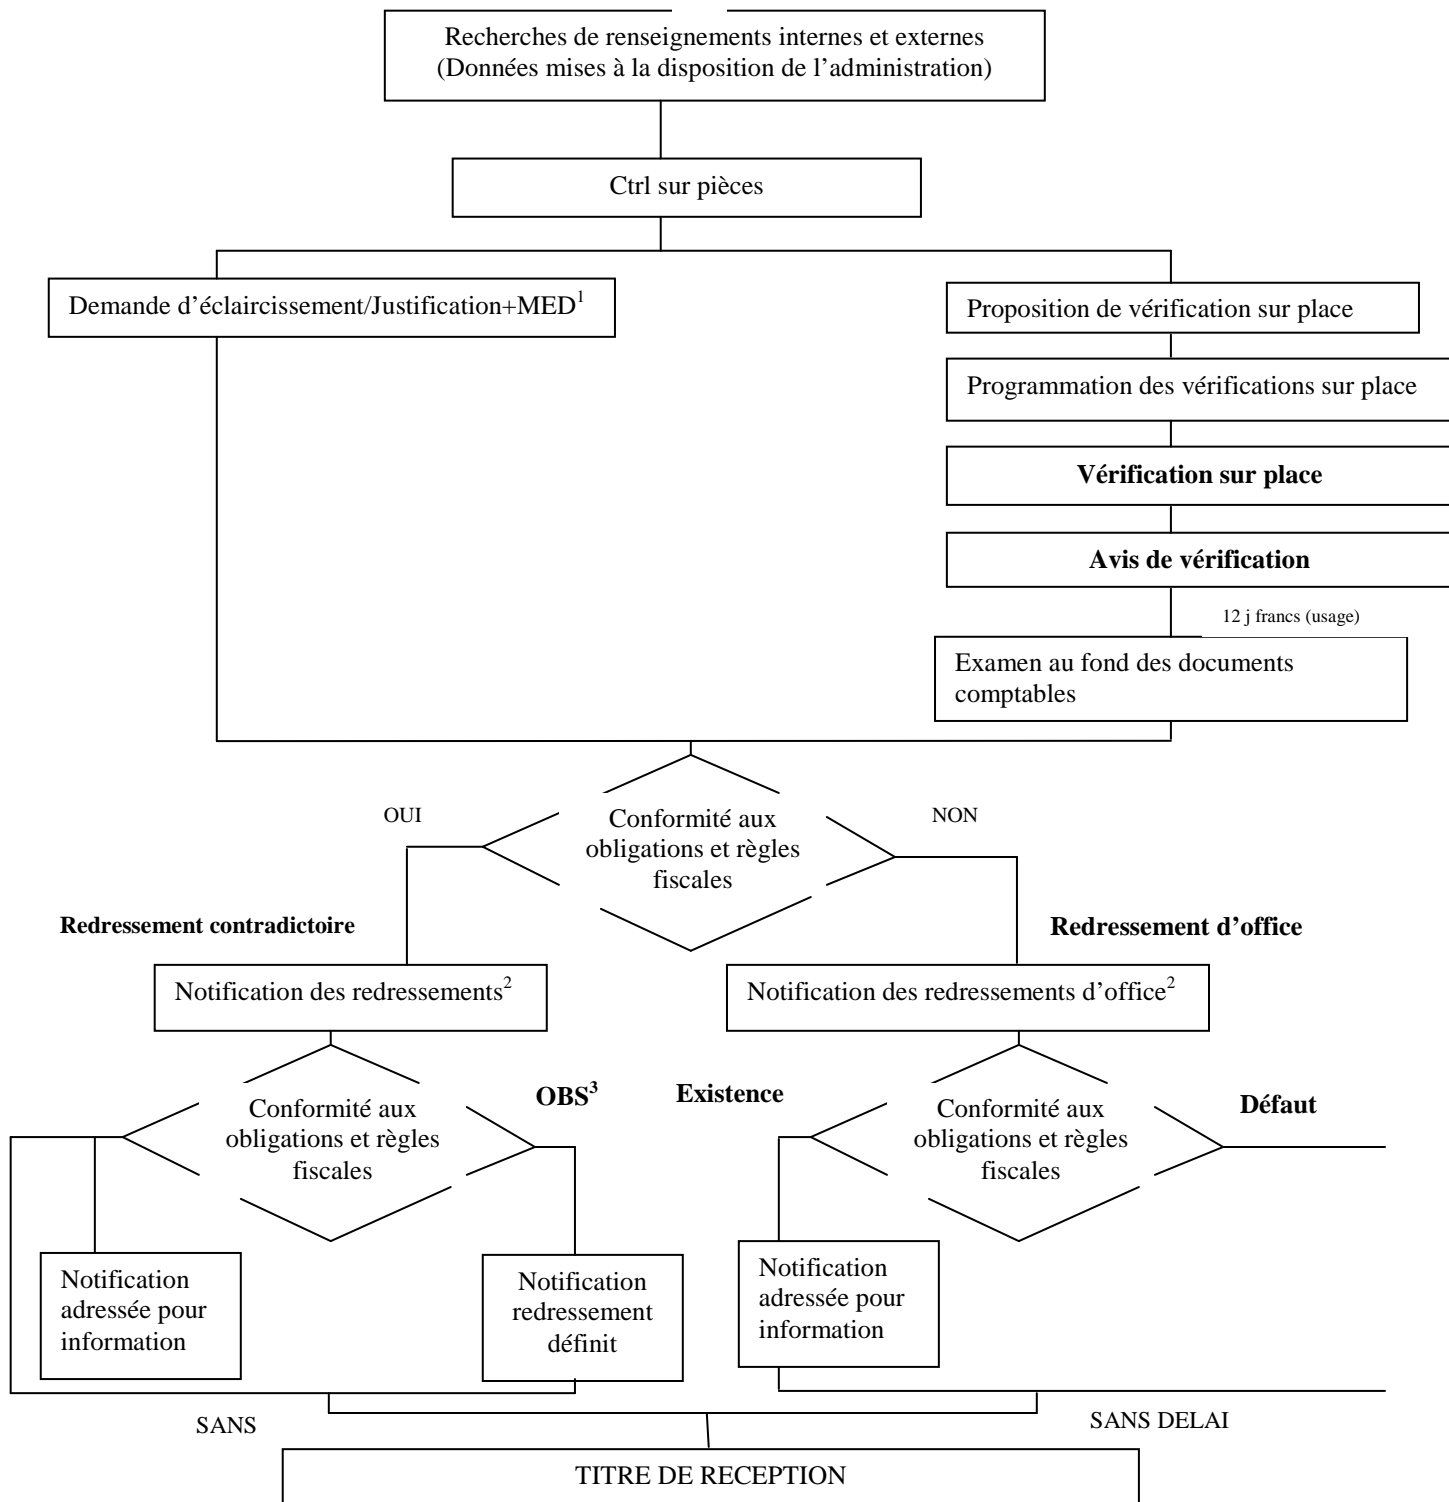 Recherches de renseignements internes et externes
(Données mises à la disposition de l'administration)
Ctrl sur pièces
Demande d'éclaircissement/Justification+MED¹
Proposition de vérification sur place
Programmation des vérifications sur place
Vérification sur place
Avis de vérification
12 j francs (usage)
Examen au fond des documents
comptables
OUI
Conformité aux
obligations et règles
fiscales
NON
Redressement contradictoire
Redressement d'office
Notification des redressements²
Notification des redressements d'office²
Conformité aux
obligations et règles
fiscales
OBS³
Existence
Conformité aux
obligations et règles
fiscales
Défaut
Notification
adressée pour
information
Notification
redressement
définit
Notification
adressée pour
information
SANS
SANS DELAI
TITRE DE RECEPTION